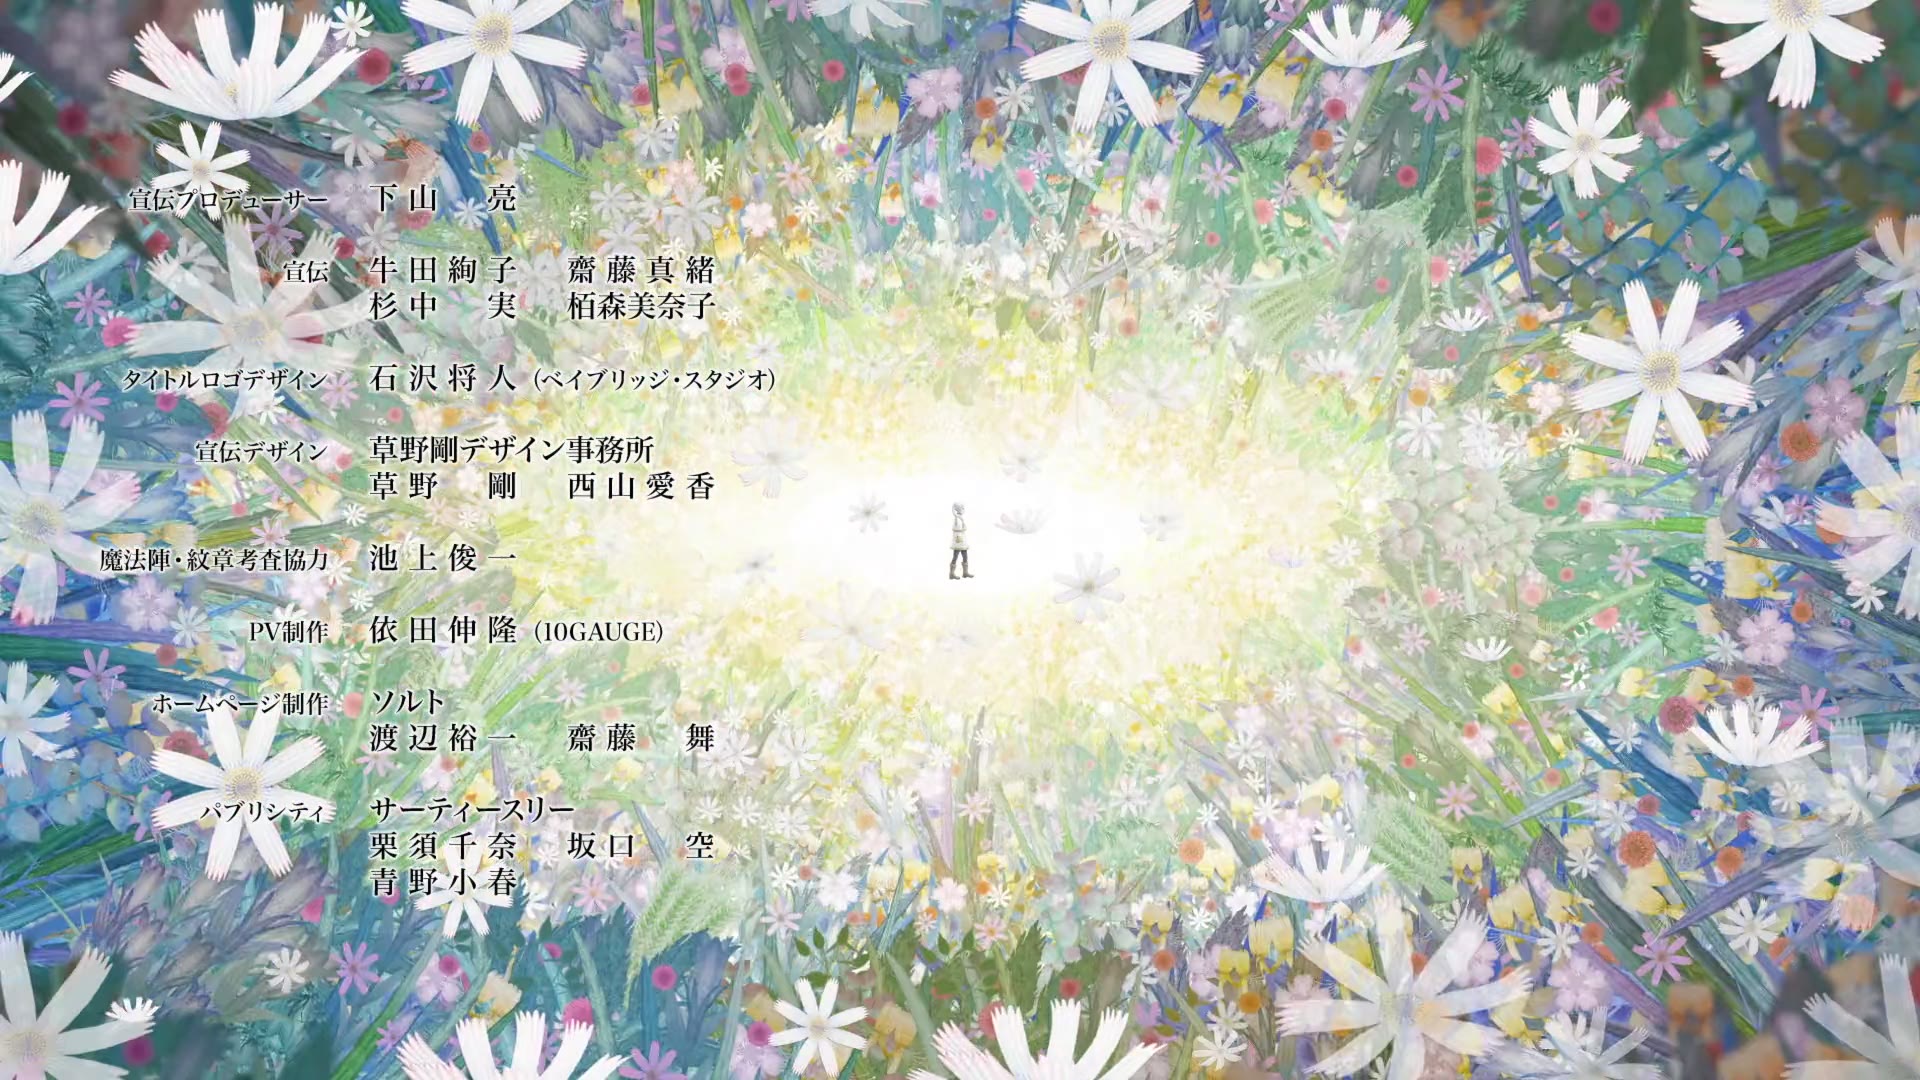 宣伝プロデューサー 下山 亮
宣伝 牛田絢子 齋藤真緒
杉中 実 栢森美奈子
タイトルロゴデザイン 石沢将人（ベイブリッジ・スタジオ）
宣伝デザイン 草野剛デザイン事務所
草野 剛 西山愛香
魔法陣・紋章考査協力 池上俊一
PV制作 依田伸隆（10GAUGE）
ホームページ制作 ソルト
渡辺裕一 齋藤 舞
パブリシティ サーティースリー
栗須千奈 坂口 空
青野小春